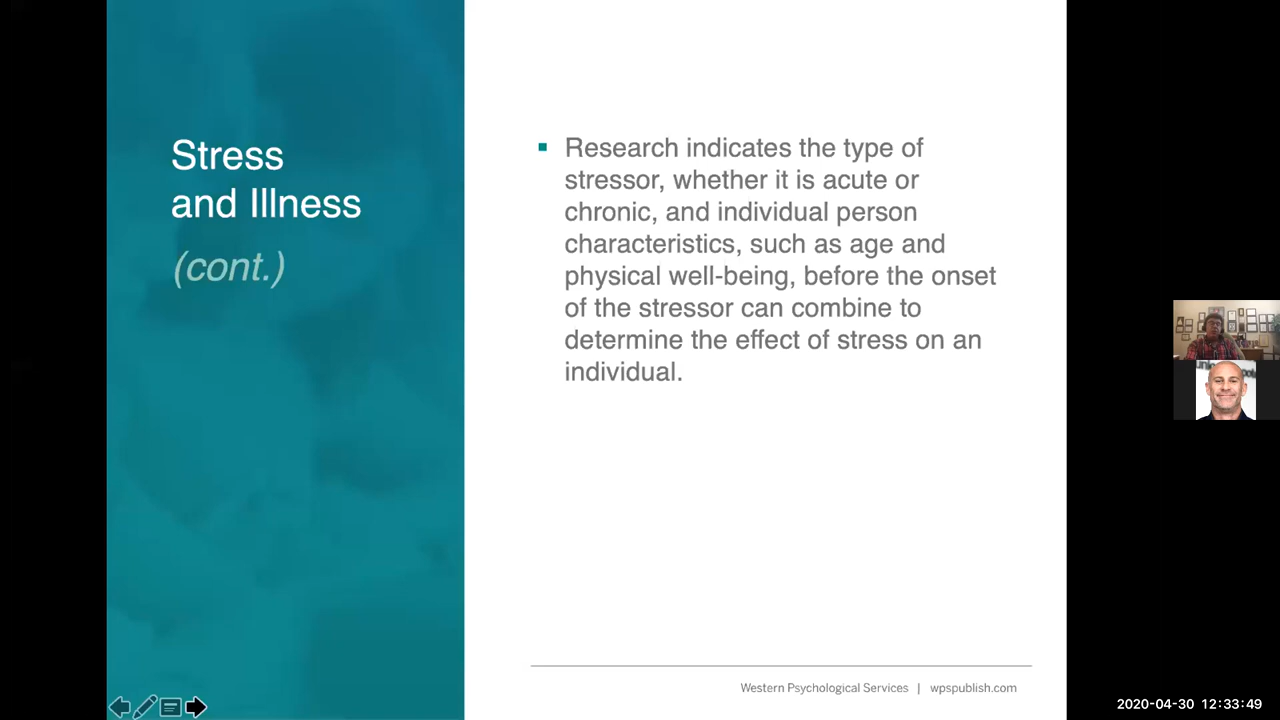 Stress
and Illness
(cont.)
Research indicates the type of
stressor, whether it is acute or
chronic, and individual person
characteristics, such as age and
physical well-being, before the onset
of the stressor can combine to
determine the effect of stress on an
individual.
Western Psychological Services | wpspublish.com
2020-04-30 12:33:49